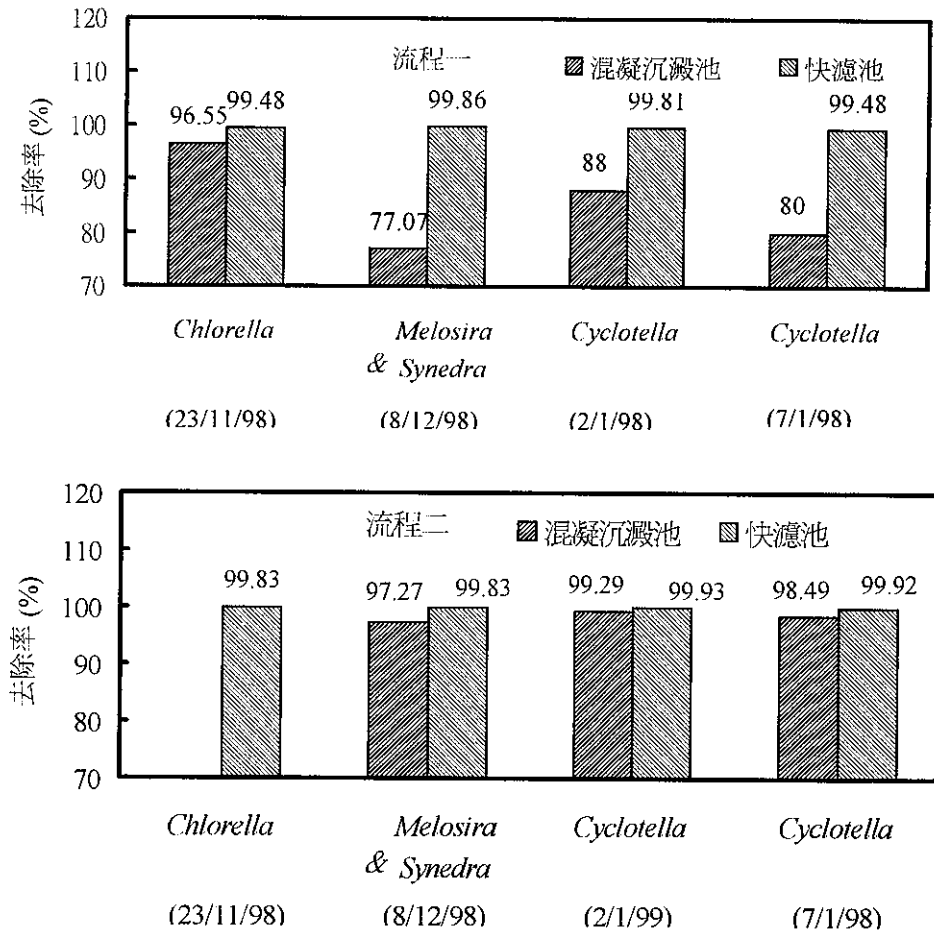 120
110
100
90
80
70
去除率 (%)
流程一 混凝沉澱池 快濾池
96.55 99.48 77.07 99.86 88 99.81 80 99.48
Chlorella Melosira Cyclotella Cyclotella
& Synedra
(23/11/98) (8/12/98) (2/1/98) (7/1/98)
120
110
100
90
80
70
去除率 (%)
流程二 混凝沉澱池 快濾池
99.83 97.27 99.83 99.29 99.93 98.49 99.92
Chlorella Melosira Cyclotella Cyclotella
& Synedra
(23/11/98) (8/12/98) (2/1/99) (7/1/98)